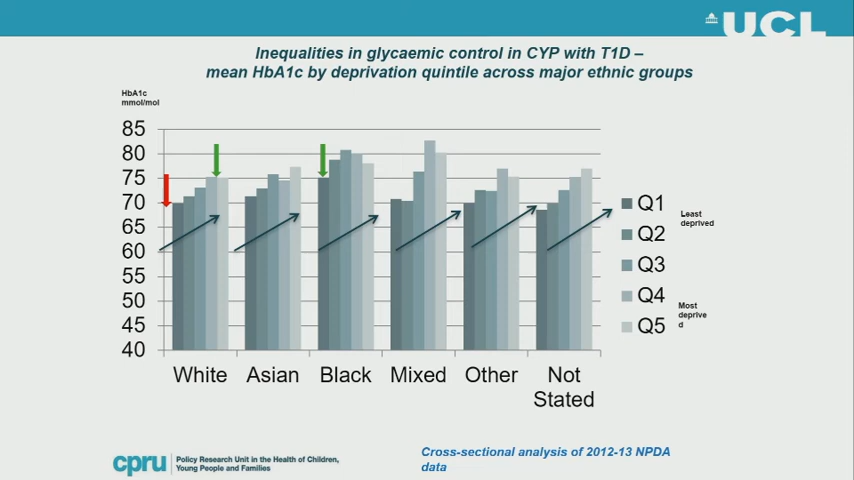 UCL
Inequalities in glycaemic control in CYP with T1D –
mean HbA1c by deprivation quintile across major ethnic groups
HbA1c
mmol/mol
85
80
75
70
65
60
55
50
45
40
White
Asian
Black
Mixed
Other
Not
Stated
Q1
Least
deprived
Q2
Q3
Q4
Most
deprive
d
Q5
cpru
Policy Research Unit in the Health of Children,
Young People and Families
Cross-sectional analysis of 2012-13 NPDA
data